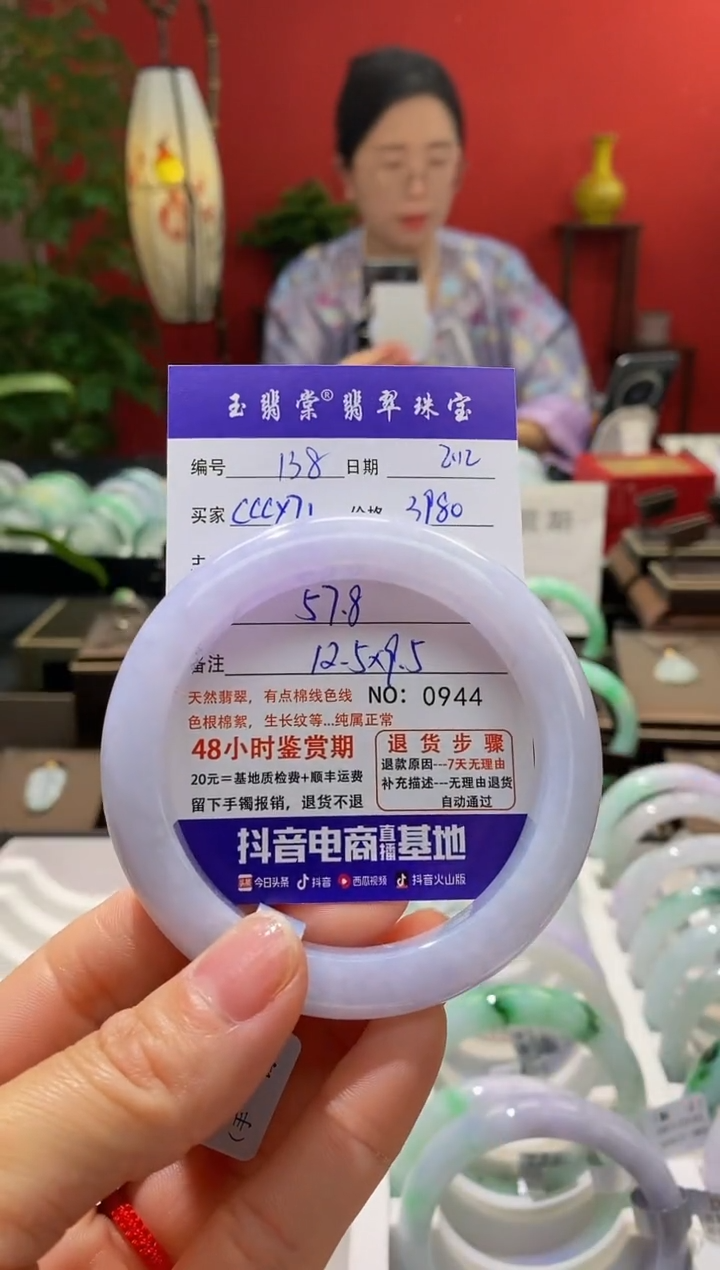 玉翡棠®翡翠珠宝
编号 138 日期 2.12
买家 CCCX71 价格 3980
57.8
备注 12.5x9.5
天然翡翠，有点棉线色线 NO: 0944
色根棉絮，生长纹等...纯属正常
48小时鉴赏期
20元=基地质检费+顺丰运费
留下手镯报销，退货不退
退货步骤
退款原因---7天无理由
补充描述---无理由退货
自动通过
抖音电商直播基地
头条 今日头条 抖音 西瓜视频 抖音火山版